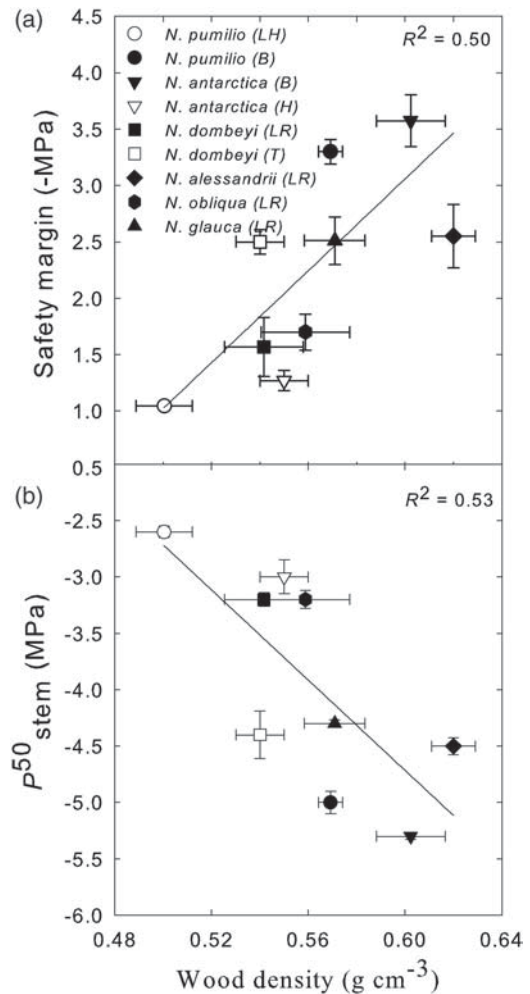 (a)
4.5
4.0
3.5
3.0
2.5
2.0
1.5
1.0
0.5
Safety margin (-MPa)
R² = 0.50
N. pumilio (LH)
N. pumilio (B)
N. antarctica (B)
N. antarctica (H)
N. dombeyi (LR)
N. dombeyi (T)
N. alessandrii (LR)
N. obliqua (LR)
N. glauca (LR)
(b)
R² = 0.53
-2.5
-3.0
-3.5
-4.0
-4.5
-5.0
-5.5
-6.0
P⁵⁰ stem (MPa)
0.48 0.52 0.56 0.60 0.64
Wood density (g cm⁻³)